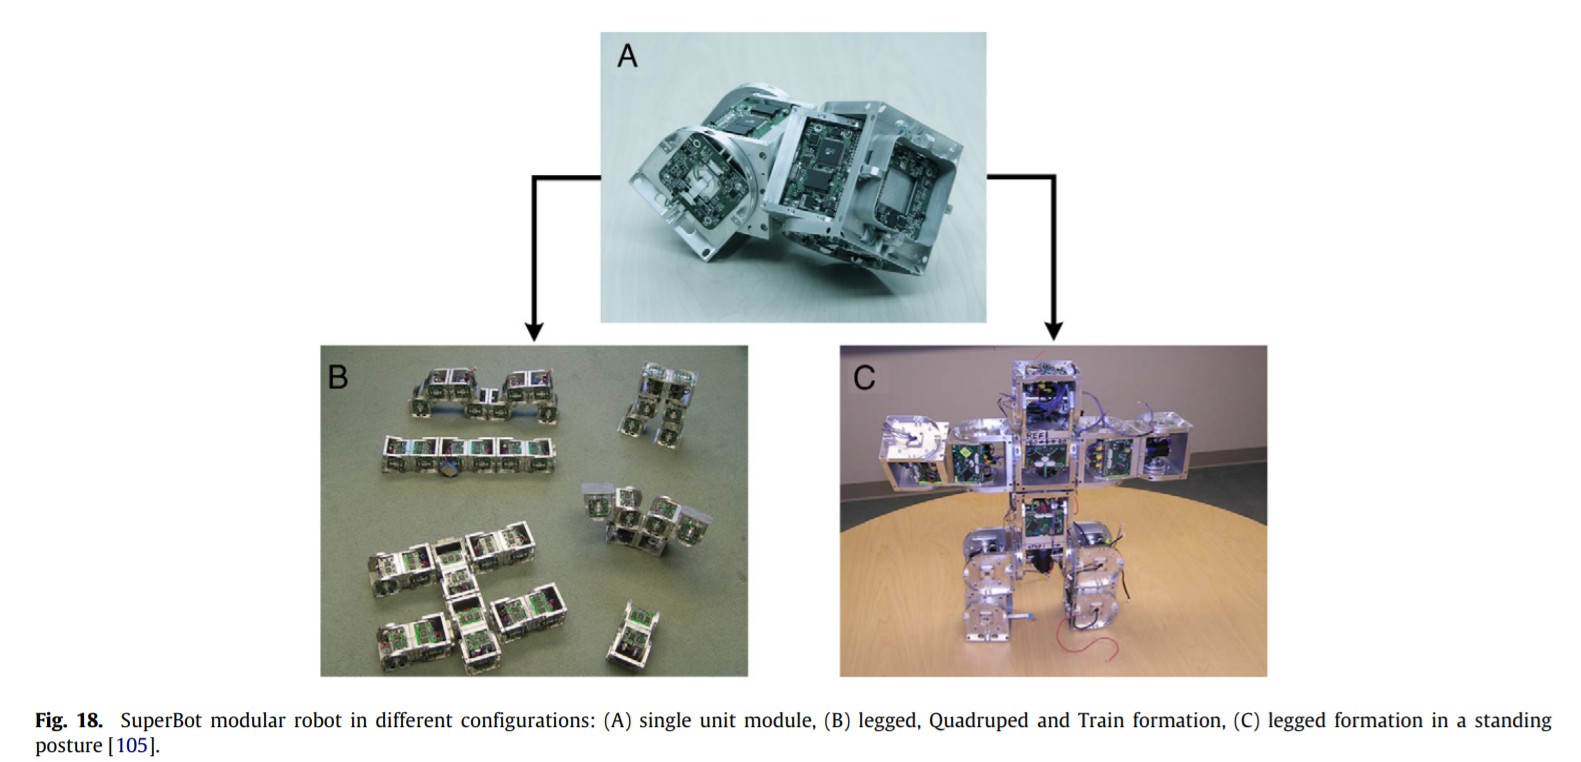 A
B
C
REF
Fig. 18. SuperBot modular robot in different configurations: (A) single unit module, (B) legged, Quadruped and Train formation, (C) legged formation in a standing
posture [105].